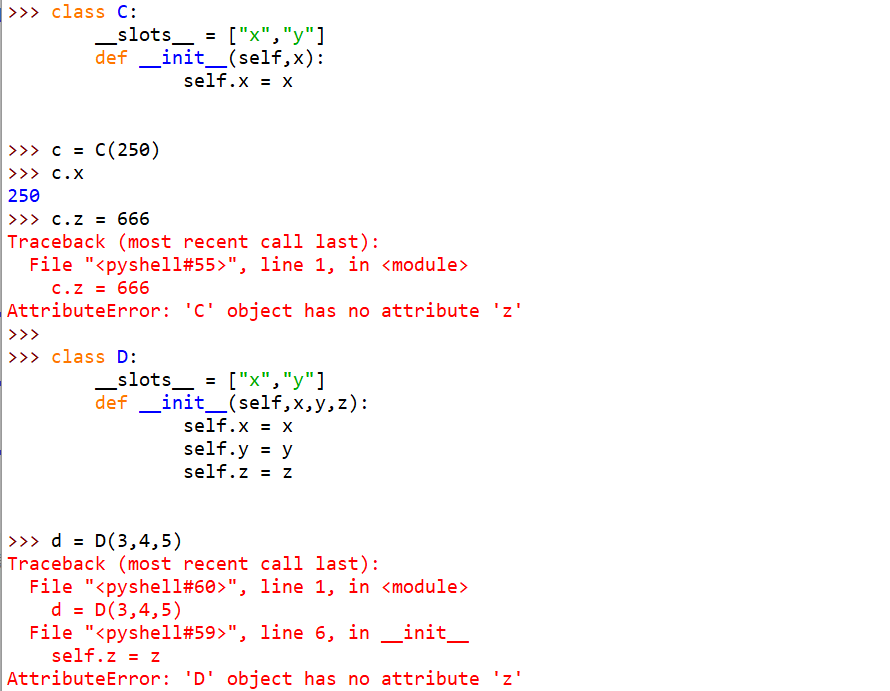 >>> class C:
        __slots__ = ["x","y"]
        def __init__(self,x):
                self.x = x
>>> c = C(250)
>>> c.x
250
>>> c.z = 666
Traceback (most recent call last):
  File "<pyshell#55>", line 1, in <module>
    c.z = 666
AttributeError: 'C' object has no attribute 'z'
>>>
>>> class D:
        __slots__ = ["x","y"]
        def __init__(self,x,y,z):
                self.x = x
                self.y = y
                self.z = z
>>> d = D(3,4,5)
Traceback (most recent call last):
  File "<pyshell#60>", line 1, in <module>
    d = D(3,4,5)
  File "<pyshell#59>", line 6, in __init__
    self.z = z
AttributeError: 'D' object has no attribute 'z'